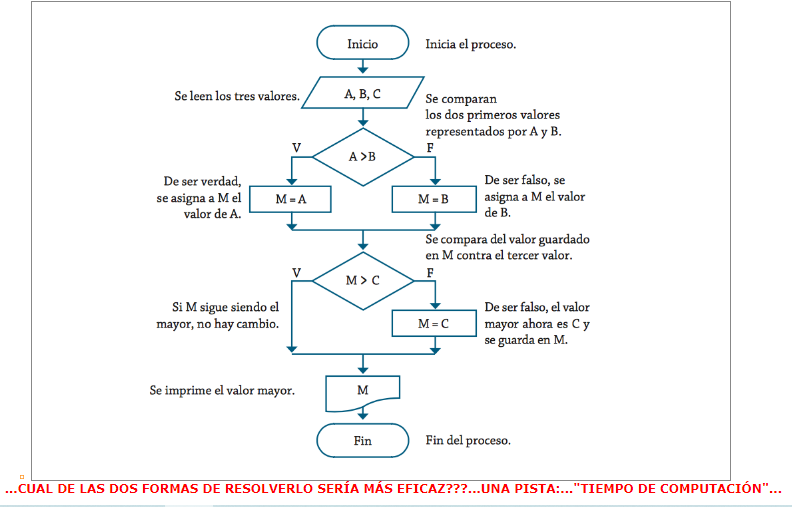 Inicio
Inicia el proceso.
Se leen los tres valores.
A, B, C
Se comparan
los dos primeros valores
representados por A y B.
V
A >B
F
De ser verdad,
se asigna a M el
valor de A.
M = A
M = B
De ser falso, se
asigna a M el valor
de B.
Se compara del valor guardado
en M contra el tercer valor.
V
M > C
F
Si M sigue siendo el
mayor, no hay cambio.
M = C
De ser falso, el valor
mayor ahora es C y
se guarda en M.
Se imprime el valor mayor.
M
Fin
Fin del proceso.
...CUAL DE LAS DOS FORMAS DE RESOLVERLO SERÍA MÁS EFICAZ???...UNA PISTA:..."TIEMPO DE COMPUTACIÓN"...